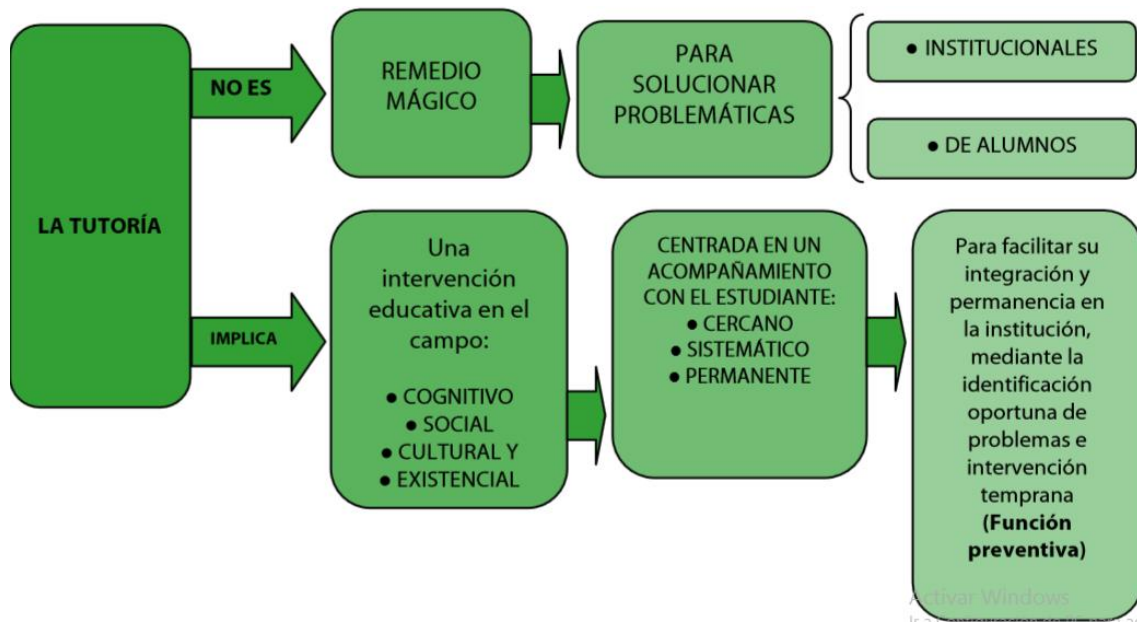 LA TUTORÍA
NO ES
REMEDIO
MÁGICO
PARA
SOLUCIONAR
PROBLEMÁTICAS
● INSTITUCIONALES
● DE ALUMNOS
IMPLICA
Una
intervención
educativa en el
campo:
● COGNITIVO
● SOCIAL
● CULTURAL Y
● EXISTENCIAL
CENTRADA EN UN
ACOMPAÑAMIENTO
CON EL ESTUDIANTE:
● CERCANO
● SISTEMÁTICO
● PERMANENTE
Para facilitar su
integración y
permanencia en
la institución,
mediante la
identificación
oportuna de
problemas e
intervención
temprana
(Función
preventiva)
Activar Windows